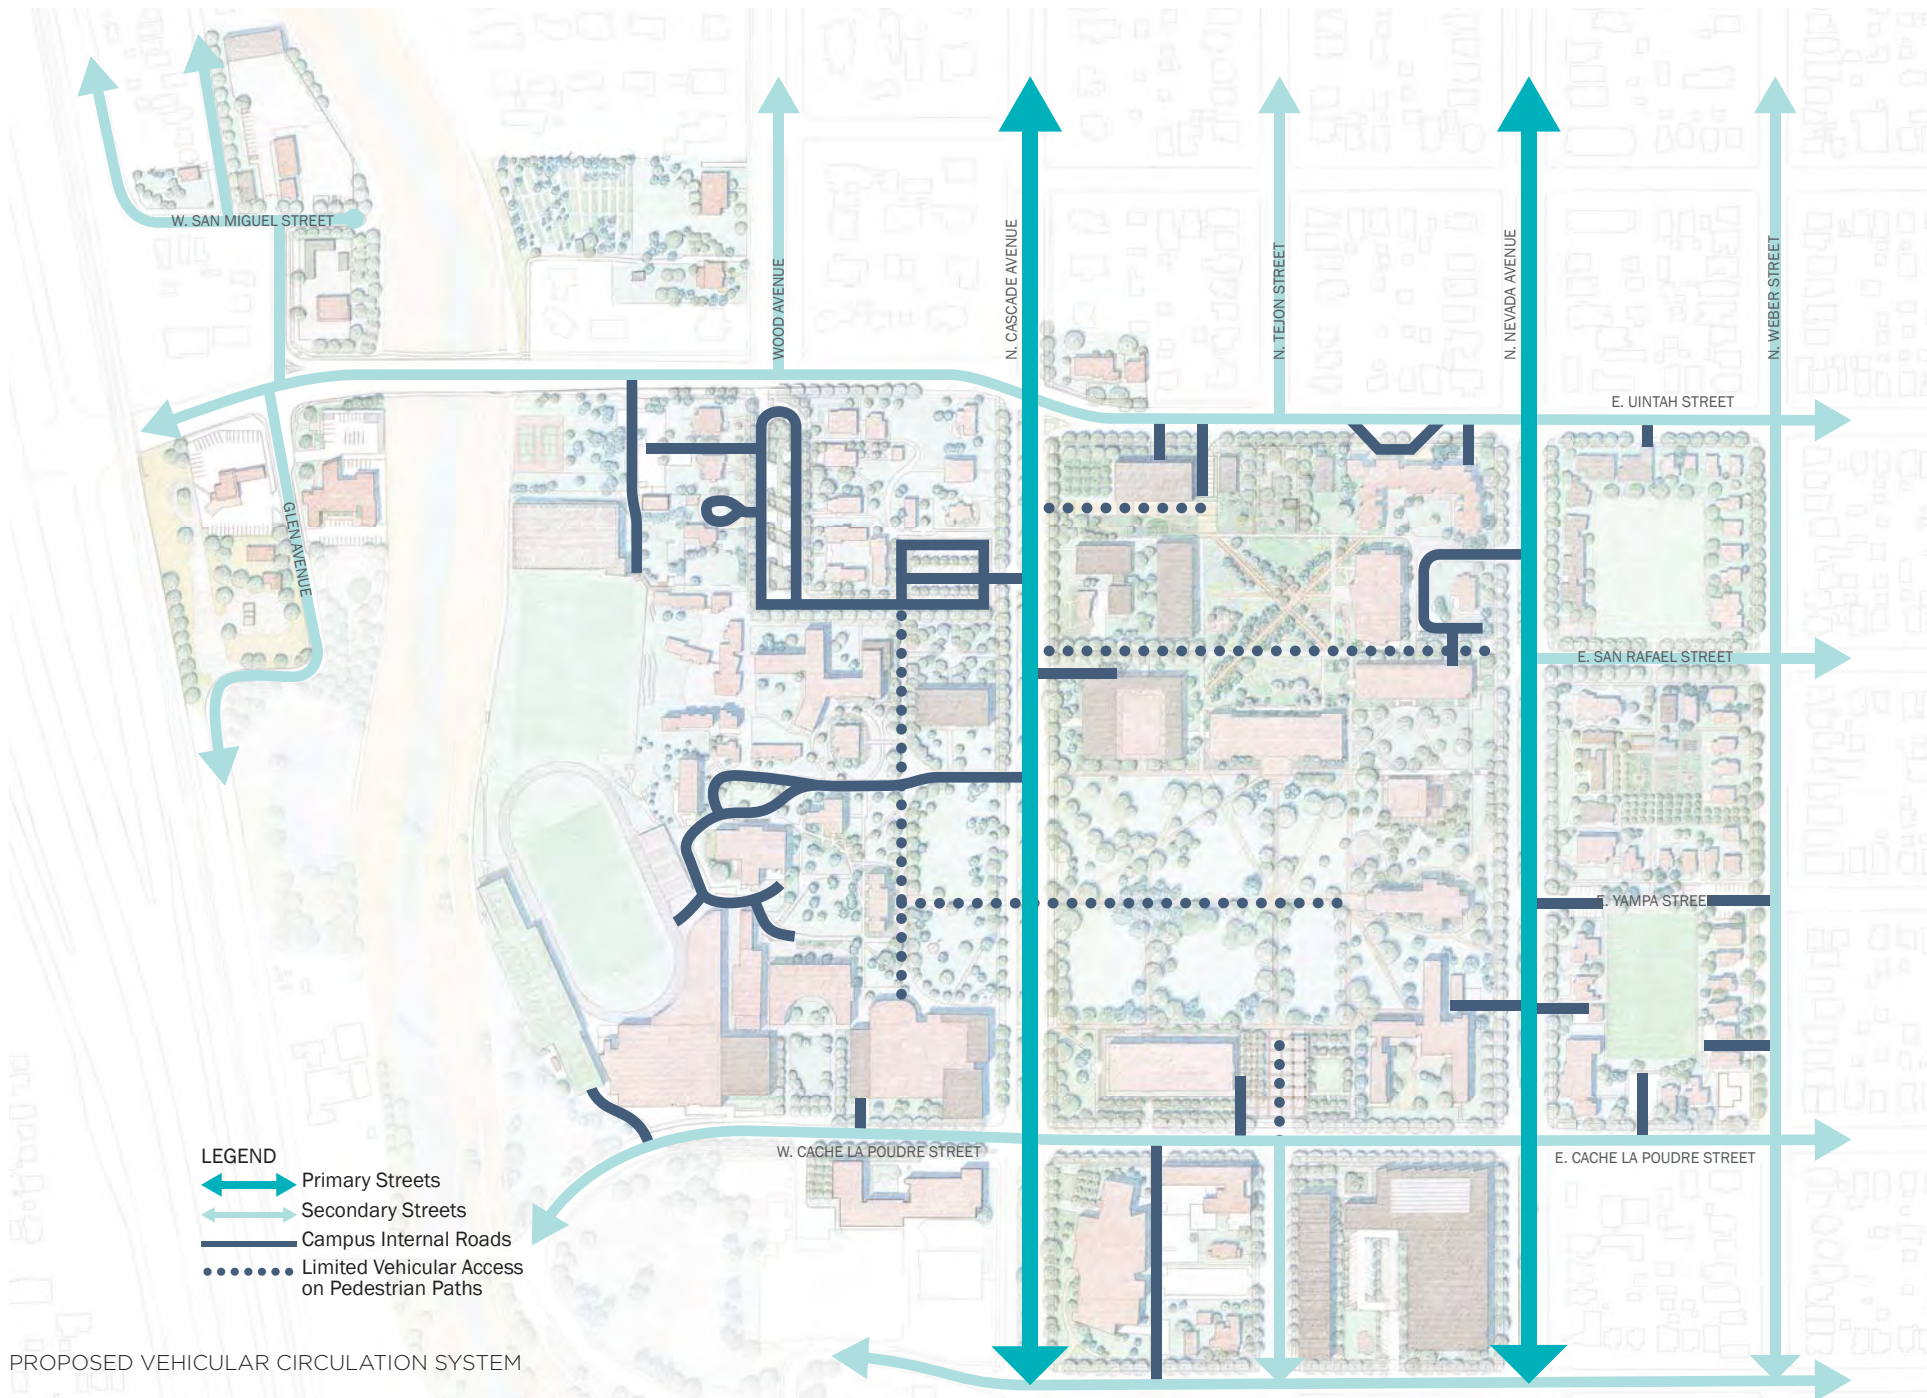 W. SAN MIGUEL STREET
WOOD AVENUE
N. CASCADE AVENUE
N. TEJON STREET
N. NEVADA AVENUE
N. WEBER STREET
E. UINTAH STREET
GLEN AVENUE
E. SAN RAFAEL STREET
E. YAMPA STREE
W. CACHE LA POUDRE STREET
E. CACHE LA POUDRE STREET
LEGEND
Primary Streets
Secondary Streets
Campus Internal Roads
Limited Vehicular Access
on Pedestrian Paths
PROPOSED VEHICULAR CIRCULATION SYSTEM